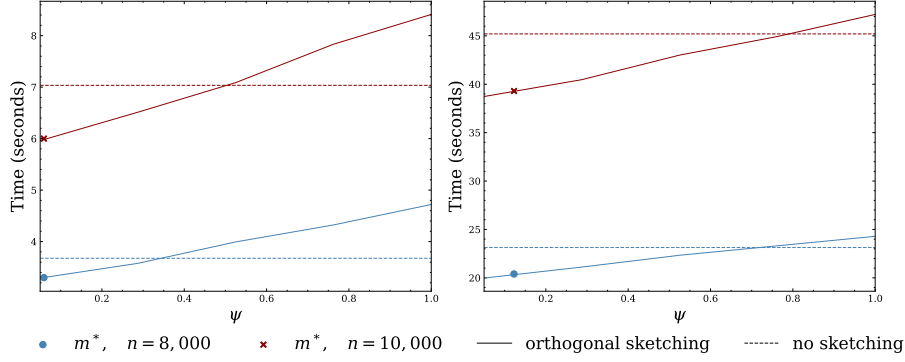 8
7
6
5
4
Time (seconds)
0.2 0.4 0.6 0.8 1.0
ψ
45
40
35
30
25
20
Time (seconds)
0.2 0.4 0.6 0.8 1.0
ψ
m*, n = 8, 000 m*, n = 10, 000 orthogonal sketching no sketching